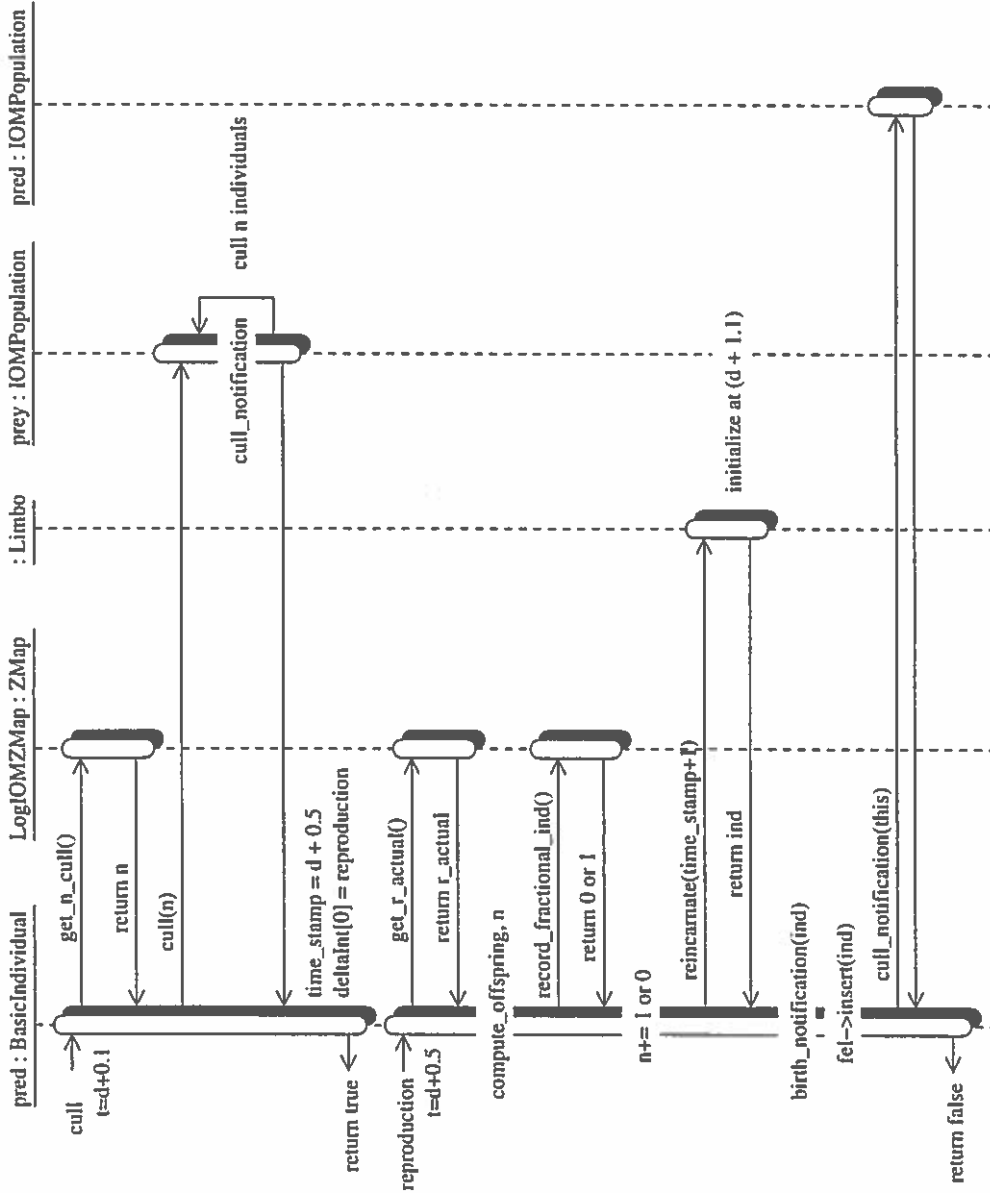 pred : BasicIndividual
LogIOMZMap : ZMap
: Limbo
prey : IOMPopulation
pred : IOMPopulation
cull
t=d+0.1
get_n_cull()
return n
cull(n)
cull_notification
cull n individuals
time_stamp = d + 0.5
deltaInt[0] = reproduction
return true
reproduction
t=d+0.5
get_r_actual()
return r_actual
compute_offspring, n
record_fractional_ind()
return 0 or 1
n+= 1 or 0
reincarnate(time_stamp+1)
initialize at (d + 1.1)
return ind
birth_notification(ind)
fel->insert(ind)
cull_notification(this)
return false